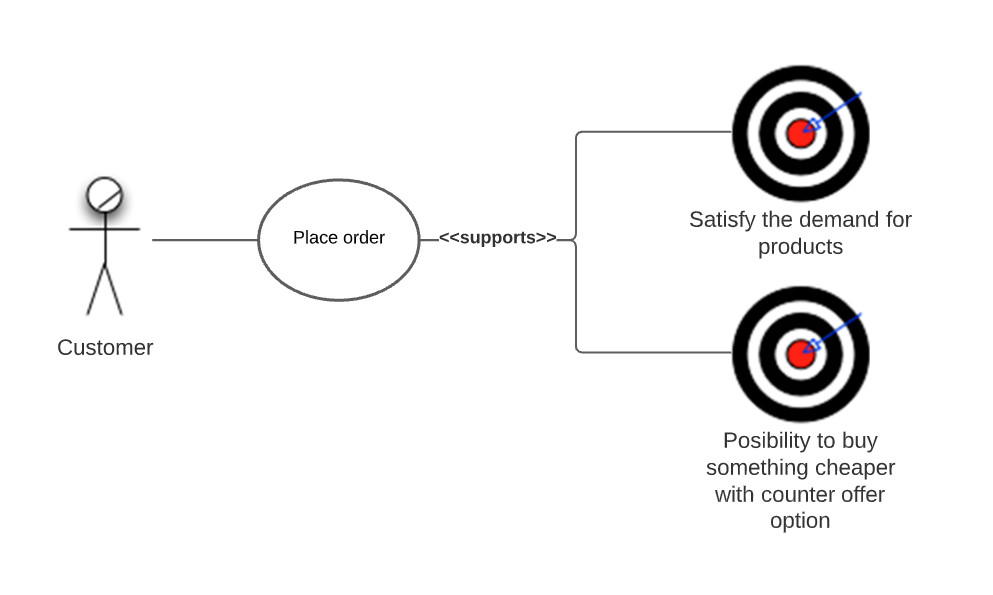 Place order
<<supports>>
Customer
Satisfy the demand for
products
Posibility to buy
something cheaper
with counter offer
option